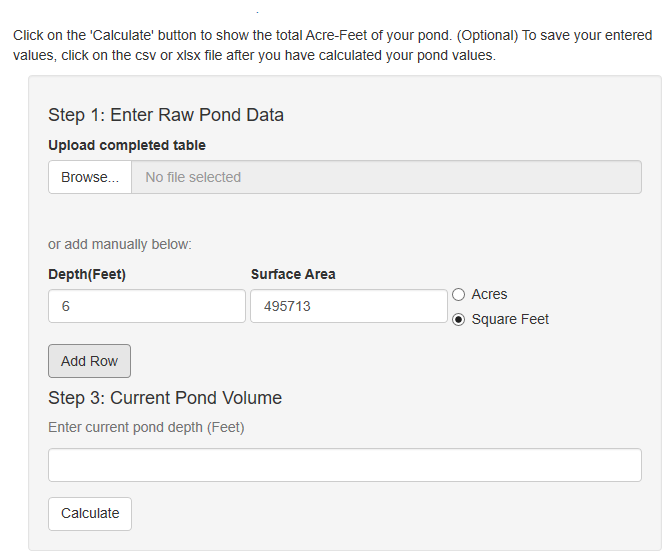 Click on the 'Calculate' button to show the total Acre-Feet of your pond. (Optional) To save your entered
values, click on the csv or xlsx file after you have calculated your pond values.
Step 1: Enter Raw Pond Data
Upload completed table
Browse... No file selected
or add manually below:
Depth(Feet) Surface Area
6 495713
Acres
Square Feet
Add Row
Step 3: Current Pond Volume
Enter current pond depth (Feet)
Calculate